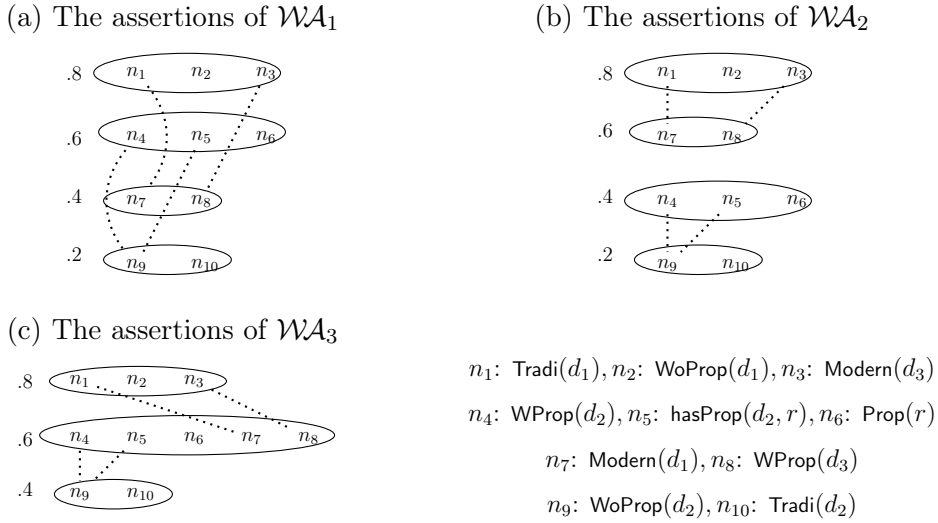 (a) The assertions of 𝒲𝒜₁
.8 n₁ n₂ n₃
.6 n₄ n₅ n₆
.4 n₇ n₈
.2 n₉ n₁₀
(b) The assertions of 𝒲𝒜₂
.8 n₁ n₂ n₃
.6 n₇ n₈
.4 n₄ n₅ n₆
.2 n₉ n₁₀
(c) The assertions of 𝒲𝒜₃
.8 n₁ n₂ n₃
.6 n₄ n₅ n₆ n₇ n₈
.4 n₉ n₁₀
n₁: Tradi(d₁), n₂: WoProp(d₁), n₃: Modern(d₃)
n₄: WProp(d₂), n₅: hasProp(d₂, r), n₆: Prop(r)
n₇: Modern(d₁), n₈: WProp(d₃)
n₉: WoProp(d₂), n₁₀: Tradi(d₂)